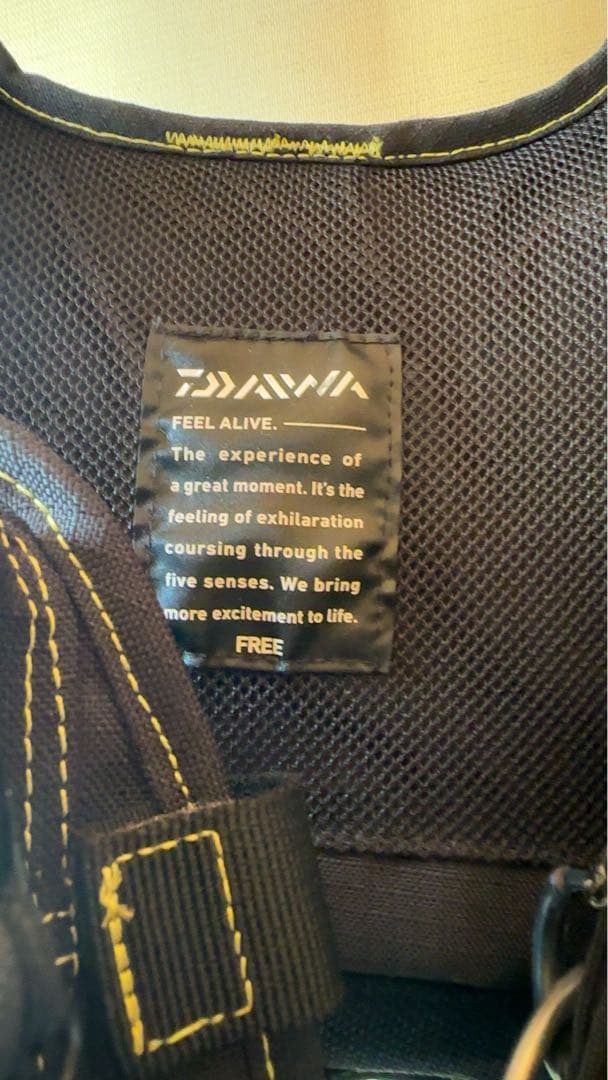 DAIWA
FEEL ALIVE.
The experience of
a great moment. It's the
feeling of exhilaration
coursing through the
five senses. We bring
more excitement to life.
FREE